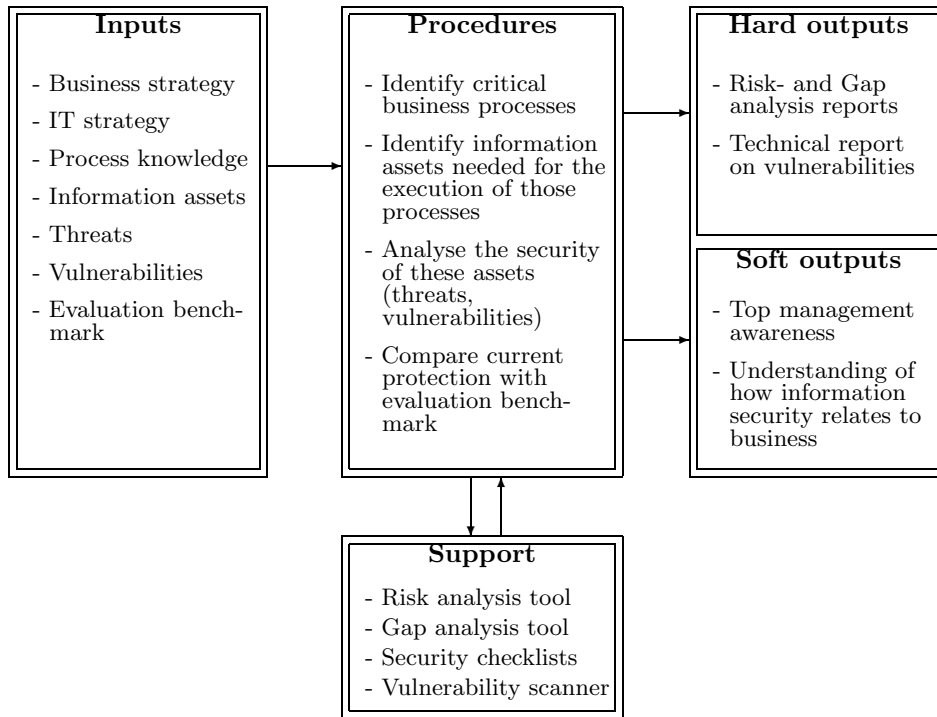 Inputs
- Business strategy
- IT strategy
- Process knowledge
- Information assets
- Threats
- Vulnerabilities
- Evaluation bench-
mark
Procedures
- Identify critical
business processes
- Identify information
assets needed for the
execution of those
processes
- Analyse the security
of these assets
(threats,
vulnerabilities)
- Compare current
protection with
evaluation bench-
mark
Hard outputs
- Risk- and Gap
analysis reports
- Technical report
on vulnerabilities
Soft outputs
- Top management
awareness
- Understanding of
how information
security relates to
business
Support
- Risk analysis tool
- Gap analysis tool
- Security checklists
- Vulnerability scanner